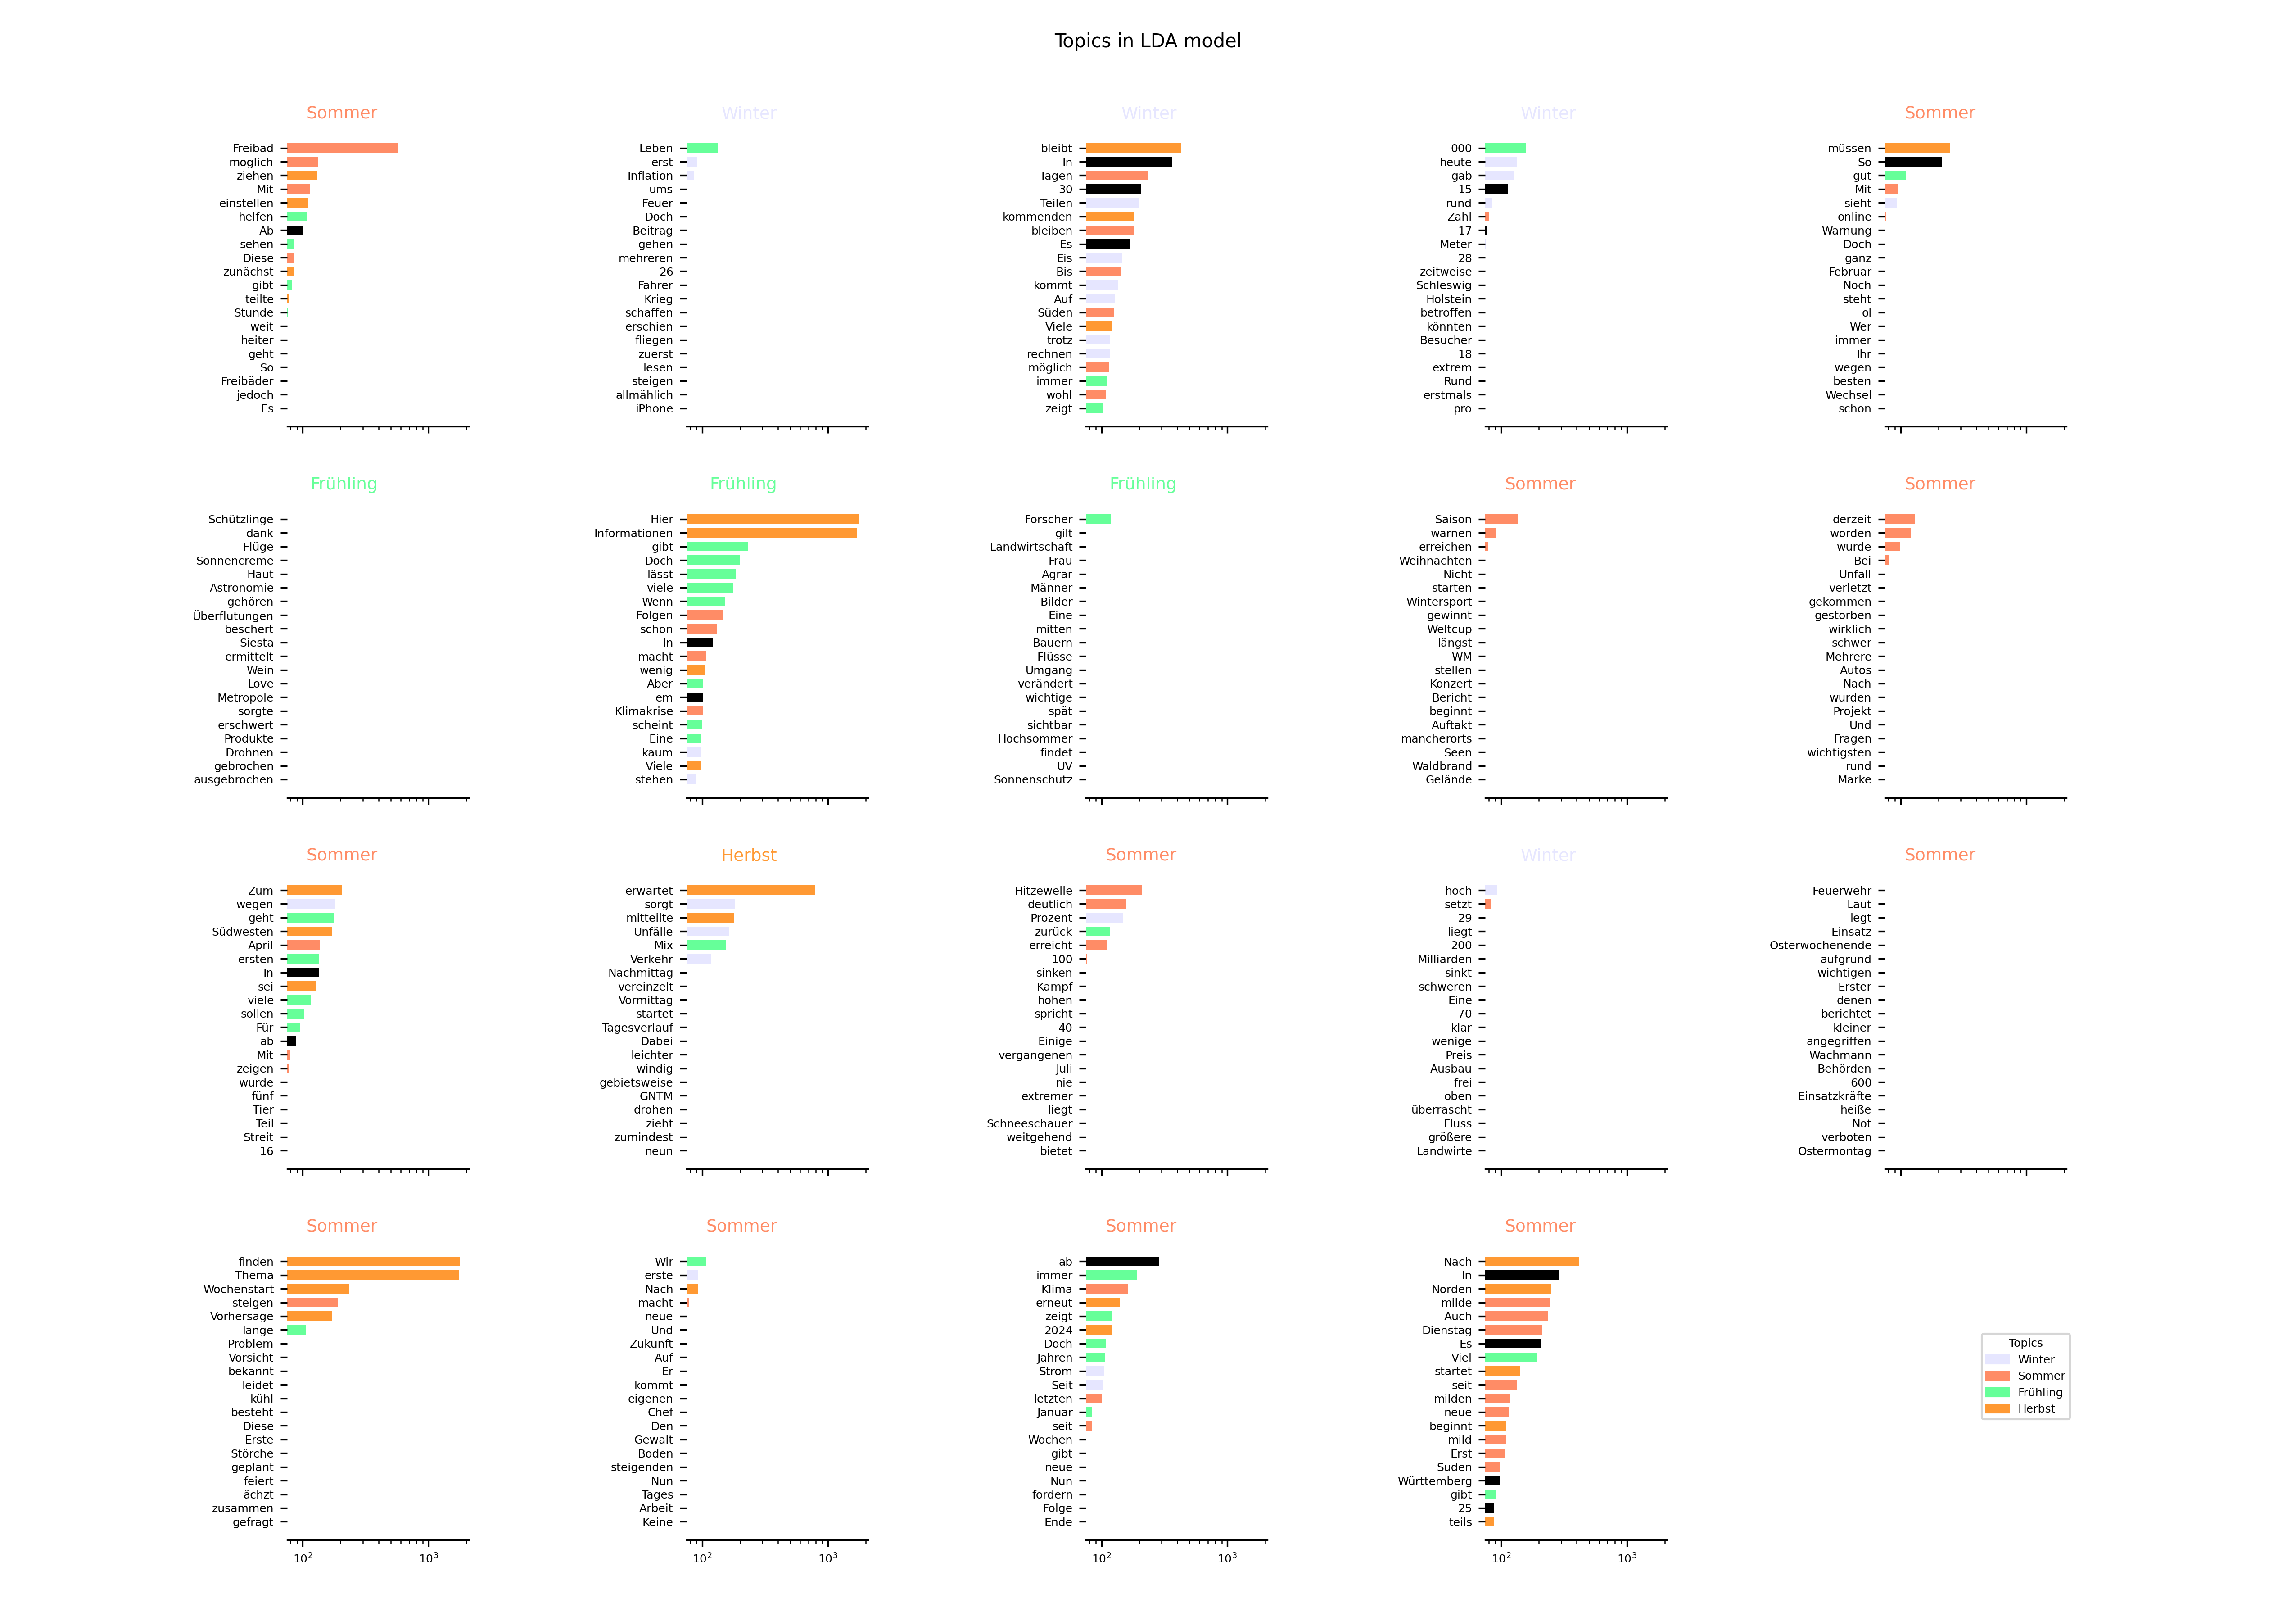 Topics in LDA model
Sommer
Freibad
möglich
ziehen
Mit
einstellen
helfen
Ab
sehen
Diese
zunächst
gibt
teilte
Stunde
weit
heiter
geht
So
Freibäder
jedoch
Es
Winter
Leben
erst
Inflation
ums
Feuer
Doch
Beitrag
gehen
mehreren
26
Fahrer
Krieg
schaffen
erschien
fliegen
zuerst
lesen
steigen
allmählich
iPhone
Winter
bleibt
In
Tagen
30
Teilen
kommenden
bleiben
Es
Eis
Bis
kommt
Auf
Süden
Viele
trotz
rechnen
möglich
immer
wohl
zeigt
Winter
000
heute
gab
15
rund
Zahl
17
Meter
28
zeitweise
Schleswig
Holstein
betroffen
könnten
Besucher
18
extrem
Rund
erstmals
pro
Sommer
müssen
So
gut
Mit
sieht
online
Warnung
Doch
ganz
Februar
Noch
steht
ol
Wer
immer
Ihr
wegen
besten
Wechsel
schon
Frühling
Schützlinge
dank
Flüge
Sonnencreme
Haut
Astronomie
gehören
Überflutungen
beschert
Siesta
ermittelt
Wein
Love
Metropole
sorgte
erschwert
Produkte
Drohnen
gebrochen
ausgebrochen
Frühling
Hier
Informationen
gibt
Doch
lässt
viele
Wenn
Folgen
schon
In
macht
wenig
Aber
em
Klimakrise
scheint
Eine
kaum
Viele
stehen
Frühling
Forscher
gilt
Landwirtschaft
Frau
Agrar
Männer
Bilder
Eine
mitten
Bauern
Flüsse
Umgang
verändert
wichtige
spät
sichtbar
Hochsommer
findet
UV
Sonnenschutz
Sommer
Saison
warnen
erreichen
Weihnachten
Nicht
starten
Wintersport
gewinnt
Weltcup
längst
WM
stellen
Konzert
Bericht
beginnt
Auftakt
mancherorts
Seen
Waldbrand
Gelände
Sommer
derzeit
worden
wurde
Bei
Unfall
verletzt
gekommen
gestorben
wirklich
schwer
Mehrere
Autos
Nach
wurden
Projekt
Und
Fragen
wichtigsten
rund
Marke
Sommer
Zum
wegen
geht
Südwesten
April
ersten
In
sei
viele
sollen
Für
ab
Mit
zeigen
wurde
fünf
Tier
Teil
Streit
16
Herbst
erwartet
sorgt
mitteilte
Unfälle
Mix
Verkehr
Nachmittag
vereinzelt
Vormittag
startet
Tagesverlauf
Dabei
leichter
windig
gebietsweise
GNTM
drohen
zieht
zumindest
neun
Sommer
Hitzewelle
deutlich
Prozent
zurück
erreicht
100
sinken
Kampf
hohen
spricht
40
Einige
vergangenen
Juli
nie
extremer
liegt
Schneeschauer
weitgehend
bietet
Winter
hoch
setzt
29
liegt
200
Milliarden
sinkt
schweren
Eine
70
klar
wenige
Preis
Ausbau
frei
oben
überrascht
Fluss
größere
Landwirte
Sommer
Feuerwehr
Laut
legt
Einsatz
Osterwochenende
aufgrund
wichtigen
Erster
denen
berichtet
kleiner
angegriffen
Wachmann
Behörden
600
Einsatzkräfte
heiße
Not
verboten
Ostermontag
Sommer
finden
Thema
Wochenstart
steigen
Vorhersage
lange
Problem
Vorsicht
bekannt
leidet
kühl
besteht
Diese
Erste
Störche
geplant
feiert
ächzt
zusammen
gefragt
10² 10³
Sommer
Wir
erste
Nach
macht
neue
Und
Zukunft
Auf
Er
kommt
eigenen
Chef
Den
Gewalt
Boden
steigenden
Nun
Tages
Arbeit
Keine
10² 10³
Sommer
ab
immer
Klima
erneut
zeigt
2024
Doch
Jahren
Strom
Seit
letzten
Januar
seit
Wochen
gibt
neue
Nun
fordern
Folge
Ende
10² 10³
Sommer
Nach
In
Norden
milde
Auch
Dienstag
Es
Viel
startet
seit
milden
neue
beginnt
mild
Erst
Süden
Württemberg
gibt
25
teils
10² 10³
Topics
Winter
Sommer
Frühling
Herbst